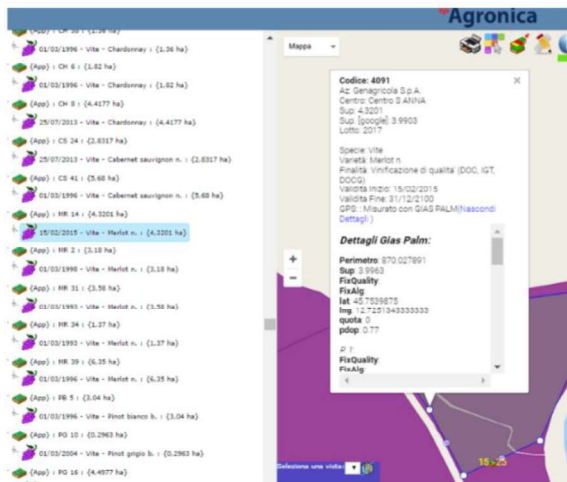 Agronica
(App) : CH 38 : (1.36 ha)
01/03/1996 - Vite - Chardonnay : (1.36 ha)
(App) : CH 6 : (1.82 ha)
01/03/1996 - Vite - Chardonnay : (1.82 ha)
(App) : CH 8 : (4.4177 ha)
25/07/2013 - Vite - Chardonnay : (4.4177 ha)
(App) : CS 24 : (2.8317 ha)
25/07/2013 - Vite - Cabernet sauvignon n. : (2.8317 ha)
(App) : CS 41 : (5.68 ha)
01/03/1996 - Vite - Cabernet sauvignon n. : (5.68 ha)
(App) : MR 14 : (4.3201 ha)
15/02/2015 - Vite - Merlot n. : (4.3201 ha)
(App) : MR 2 : (3.18 ha)
01/03/1998 - Vite - Merlot n. : (3.18 ha)
(App) : MR 31 : (3.58 ha)
01/03/1993 - Vite - Merlot n. : (3.58 ha)
(App) : MR 34 : (1.37 ha)
01/03/1993 - Vite - Merlot n. : (1.37 ha)
(App) : MR 39 : (6.35 ha)
01/03/1996 - Vite - Merlot n. : (6.35 ha)
(App) : PB 5 : (3.04 ha)
01/03/1996 - Vite - Pinot bianco b. : (3.04 ha)
(App) : PG 10 : (0.2963 ha)
01/03/2004 - Vite - Pinot grigio b. : (0.2963 ha)
(App) : PG 16 : (4.4977 ha)
Mappa
Codice: 4091
Az: Genagricola S.p.A.
Centro: Centro S.ANNA
Sup: 4,3201
Sup. [google]: 3.9903
Lotto: 2017
Specie: Vite
Varietà: Merlot n.
Finalità: Vinificazione di qualita' (DOC, IGT,
DOCG)
Validità Inizio: 15/02/2015
Validità Fine: 31/12/2100
GPS: : Misurato con GIAS PALM(Nascondi
Dettagli )
Dettagli Gias Palm:
Perimetro: 870.027891
Sup: 3.9963
FixQuality:
FixAlg:
lat: 45.7539875
lng: 12.7251343333333
quota: 0
pdop: 0.77
P 1:
FixQuality:
FixAlg:
+
−
Seleziona una vista: